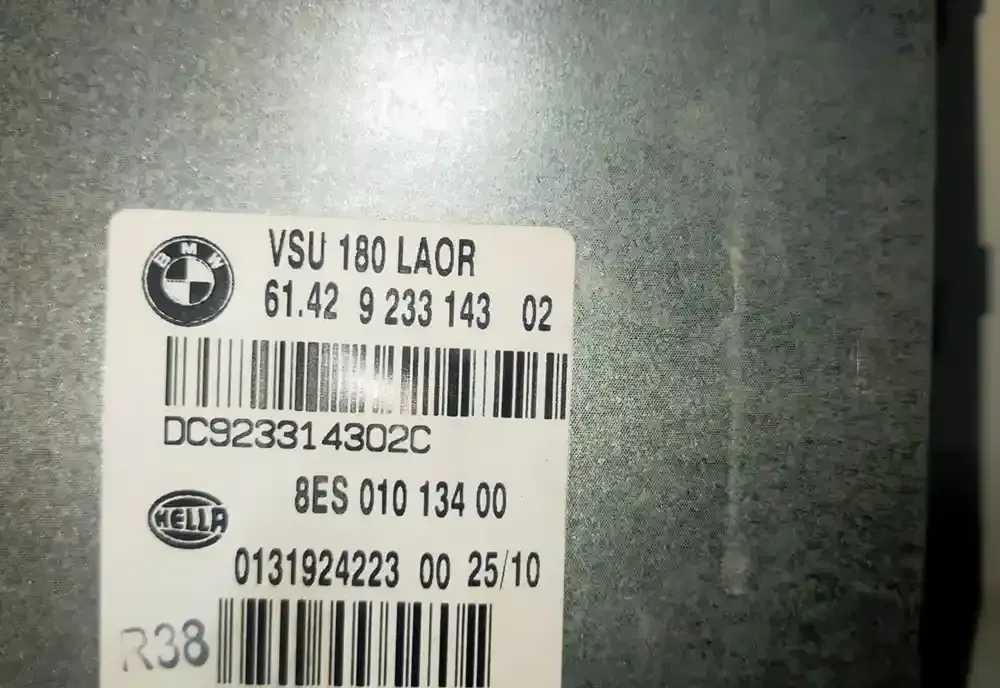 BMW
VSU 180 LAOR
61.42 9 233 143 02
DC923314302C
8ES 010 134 00
HELLA
0131924223 00 25/10
R38